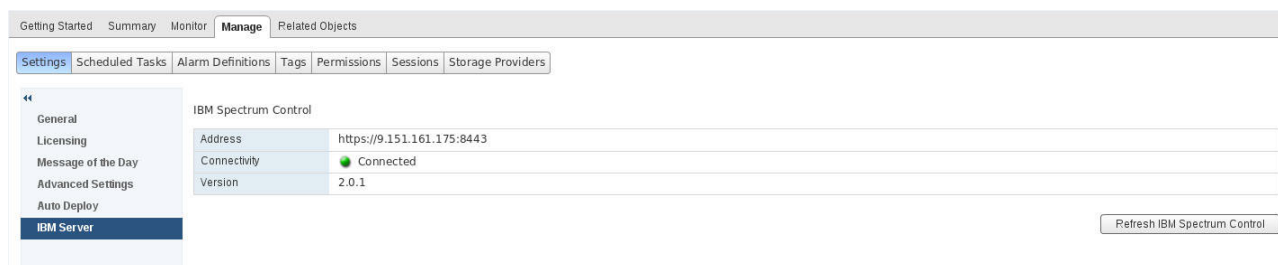 Getting Started Summary Monitor Manage Related Objects
Settings Scheduled Tasks Alarm Definitions Tags Permissions Sessions Storage Providers
General
Licensing
Message of the Day
Advanced Settings
Auto Deploy
IBM Server
IBM Spectrum Control
Address https://9.151.161.175:8443
Connectivity Connected
Version 2.0.1
Refresh IBM Spectrum Control